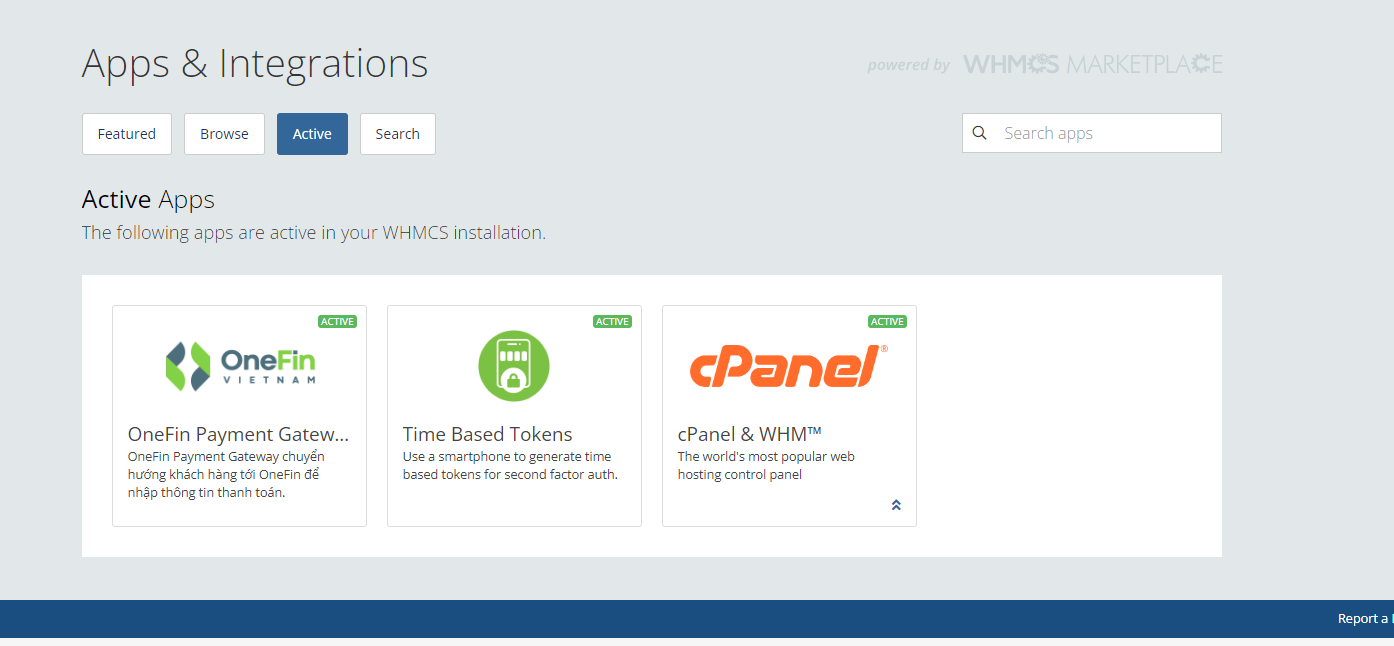 Apps & Integrations
powered by WHMCS MARKETPLACE
Featured
Browse
Active
Search
Search apps
Active Apps
The following apps are active in your WHMCS installation.
ACTIVE
OneFin
VIETNAM
OneFin Payment Gatew...
OneFin Payment Gateway chuyển
hướng khách hàng tới OneFin để
nhập thông tin thanh toán.
ACTIVE
Time Based Tokens
Use a smartphone to generate time
based tokens for second factor auth.
ACTIVE
cPanel®
cPanel & WHM™
The world's most popular web
hosting control panel
Report a